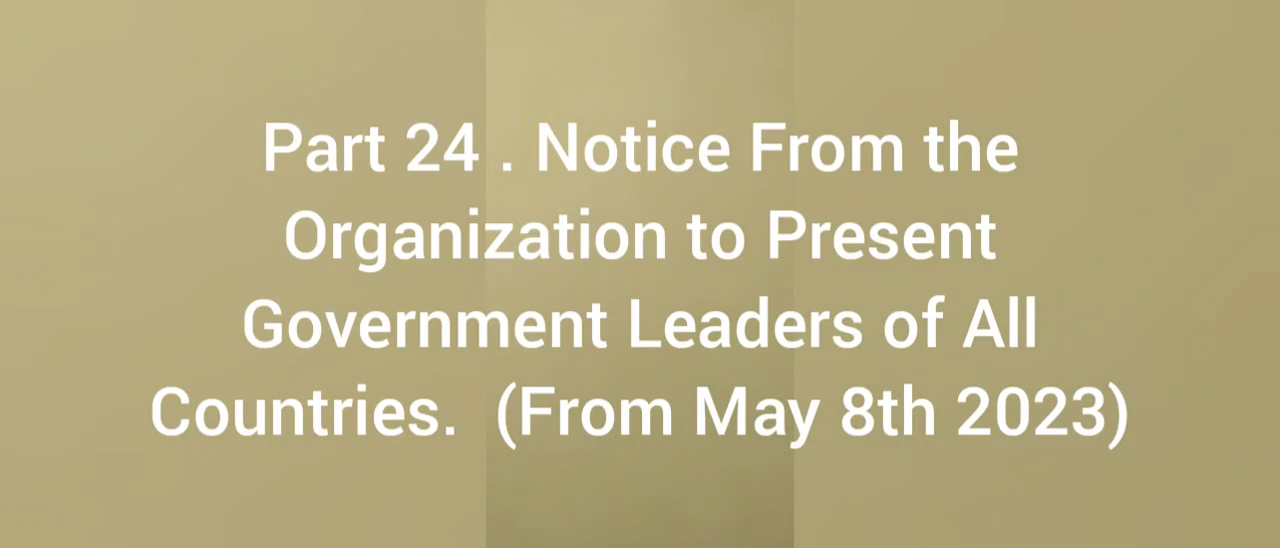 Part 24 . Notice From the
Organization to Present
Government Leaders of All
Countries.  (From May 8th 2023)